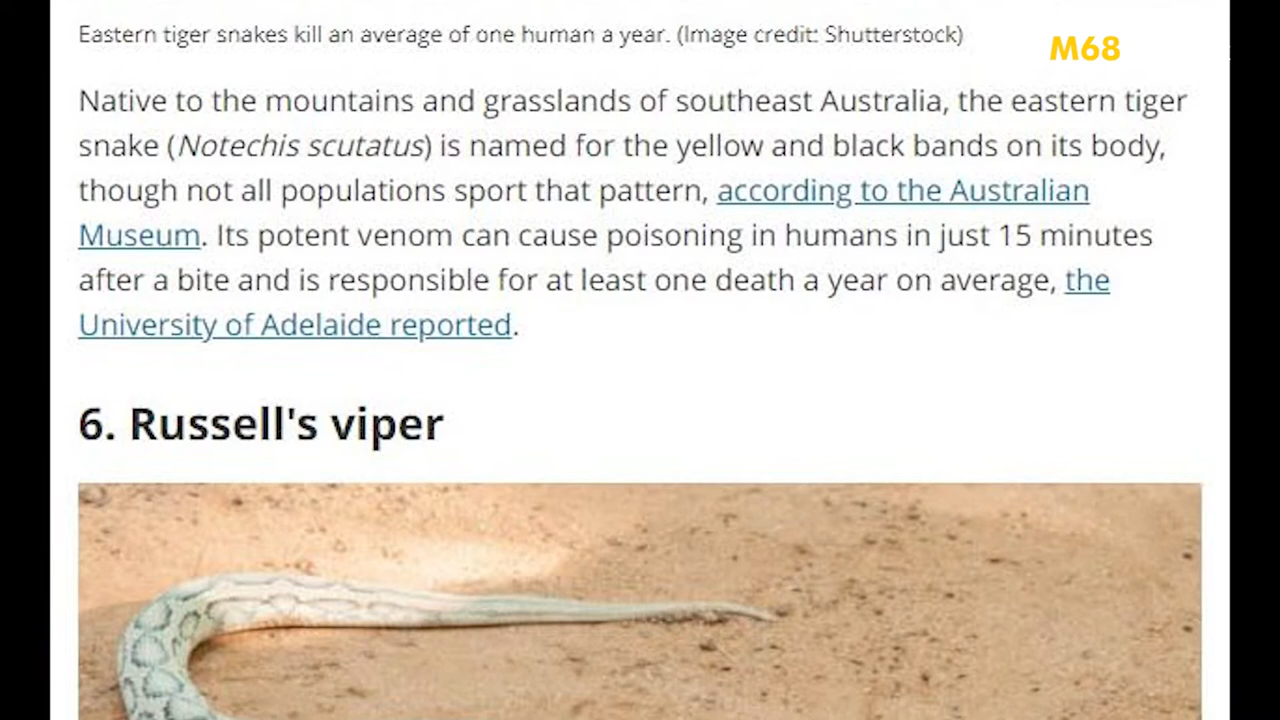 Eastern tiger snakes kill an average of one human a year. (Image credit: Shutterstock)
M68
Native to the mountains and grasslands of southeast Australia, the eastern tiger
snake (Notechis scutatus) is named for the yellow and black bands on its body,
though not all populations sport that pattern, according to the Australian
Museum. Its potent venom can cause poisoning in humans in just 15 minutes
after a bite and is responsible for at least one death a year on average, the
University of Adelaide reported.
6. Russell's viper